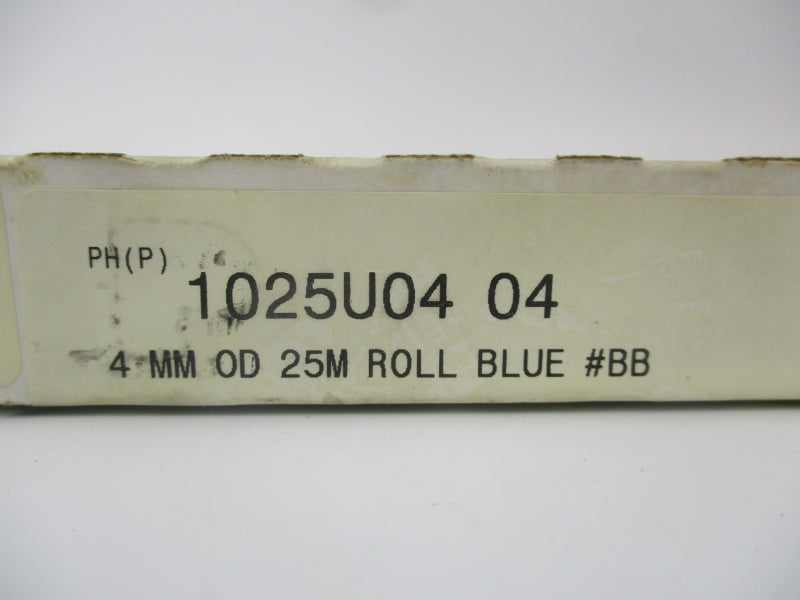 PH(P)
1025U04 04
4 MM OD 25M ROLL BLUE #BB